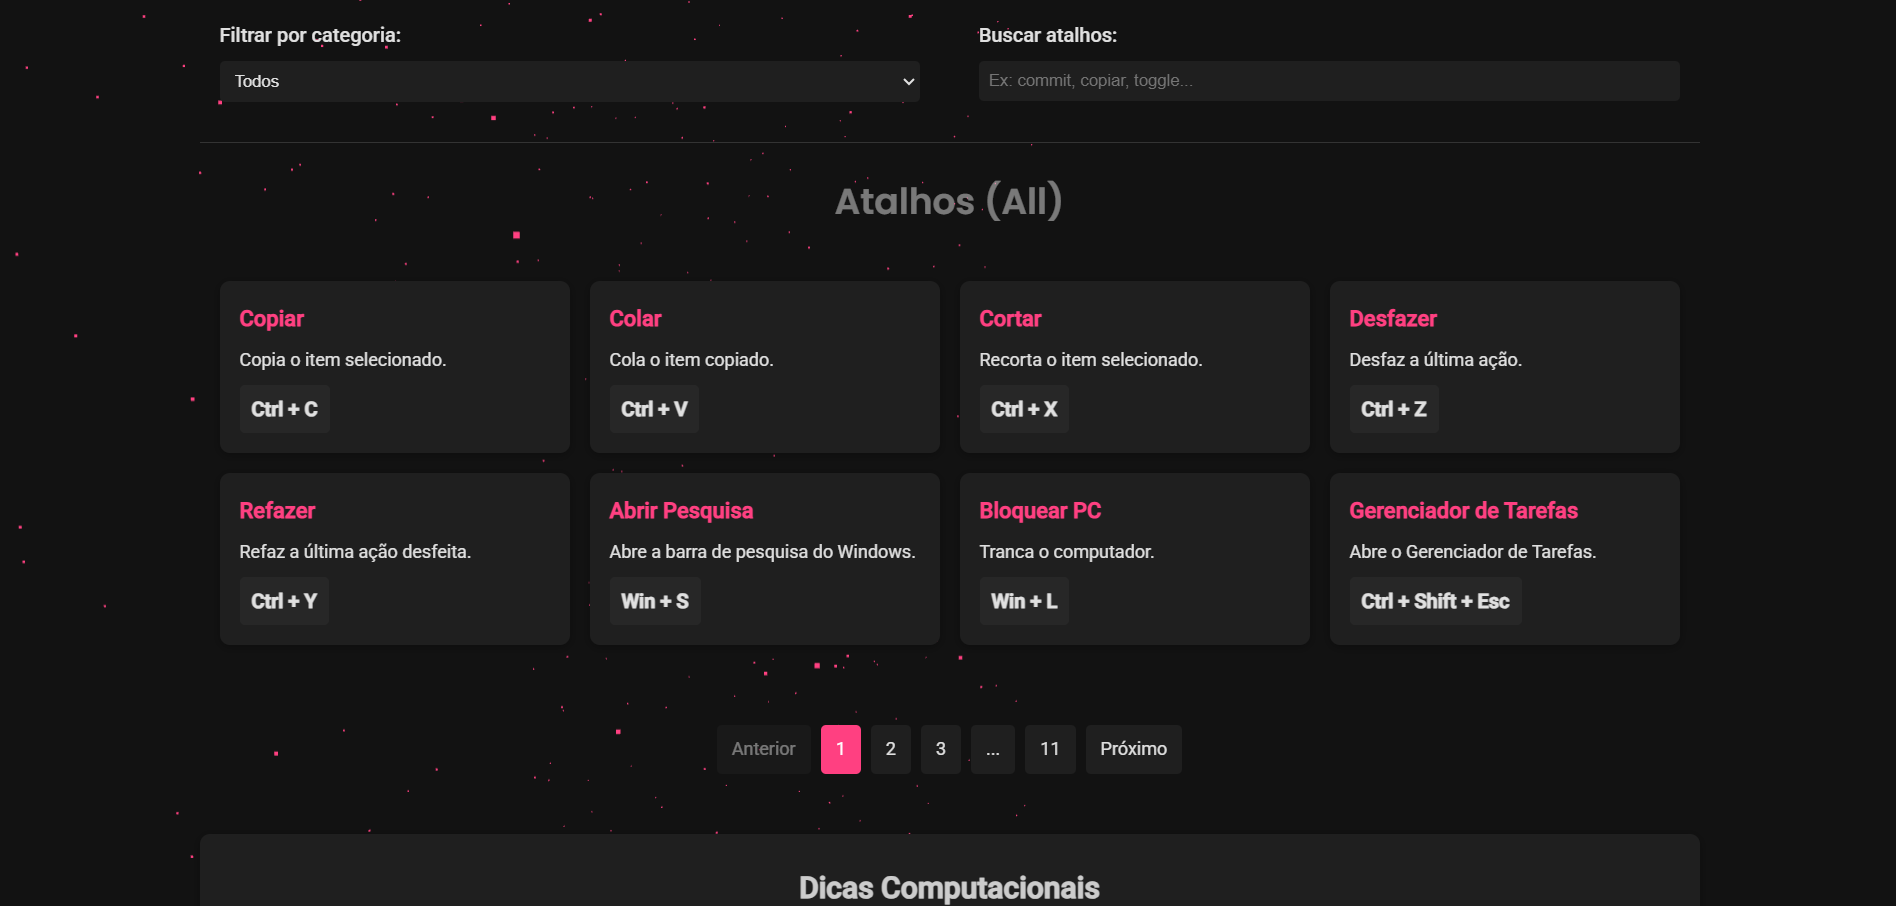 Filtrar por categoria:
Buscar atalhos:
Todos
Ex: commit, copiar, toggle...
Atalhos (All)
Copiar
Copia o item selecionado.
Ctrl + C
Colar
Cola o item copiado.
Ctrl + V
Cortar
Recorta o item selecionado.
Ctrl + X
Desfazer
Desfaz a última ação.
Ctrl + Z
Refazer
Refaz a última ação desfeita.
Ctrl + Y
Abrir Pesquisa
Abre a barra de pesquisa do Windows.
Win + S
Bloquear PC
Tranca o computador.
Win + L
Gerenciador de Tarefas
Abre o Gerenciador de Tarefas.
Ctrl + Shift + Esc
Anterior 1 2 3 ... 11 Próximo
Dicas Computacionais